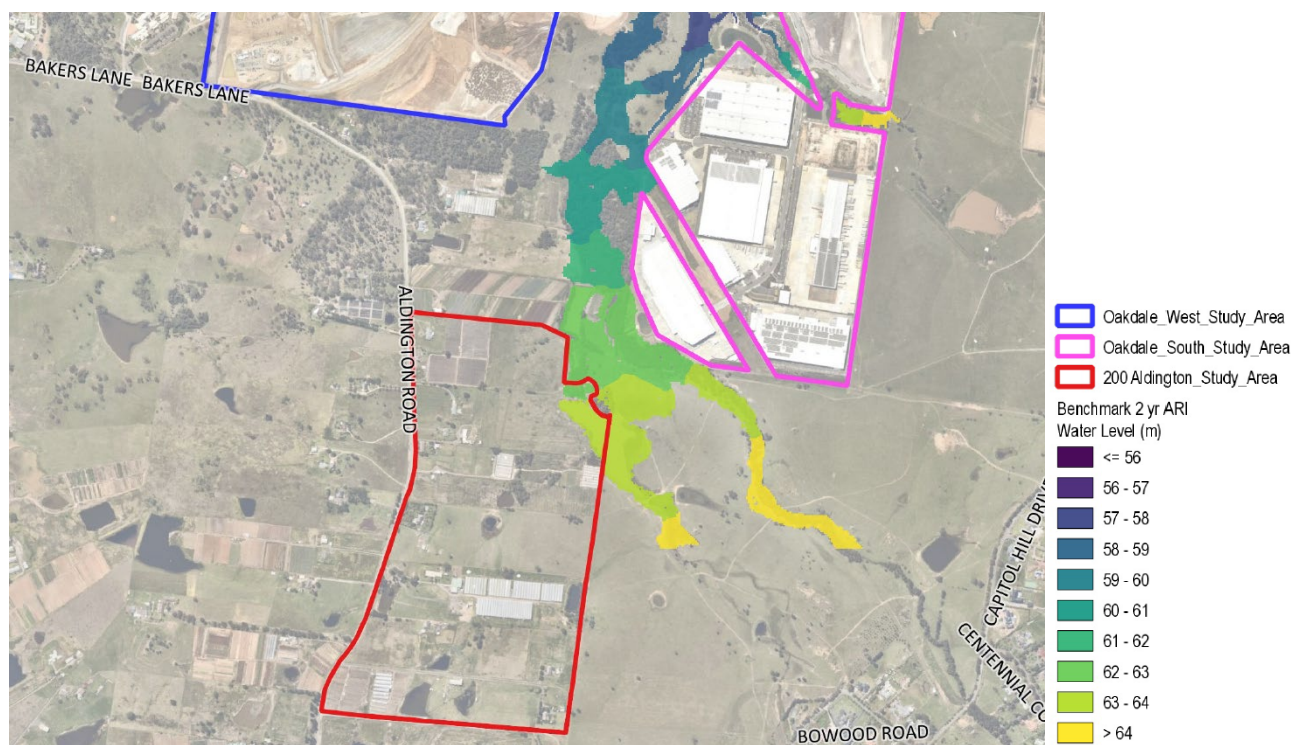 BAKERS LANE BAKERS LANE
ALDINGTON ROAD
CAPITOL HILL DRIVE
CENTENNIAL CO
BOWOOD ROAD
Oakdale_West_Study_Area
Oakdale_South_Study_Area
200 Aldington_Study_Area
Benchmark 2 yr ARI
Water Level (m)
<= 56
56 - 57
57 - 58
58 - 59
59 - 60
60 - 61
61 - 62
62 - 63
63 - 64
> 64